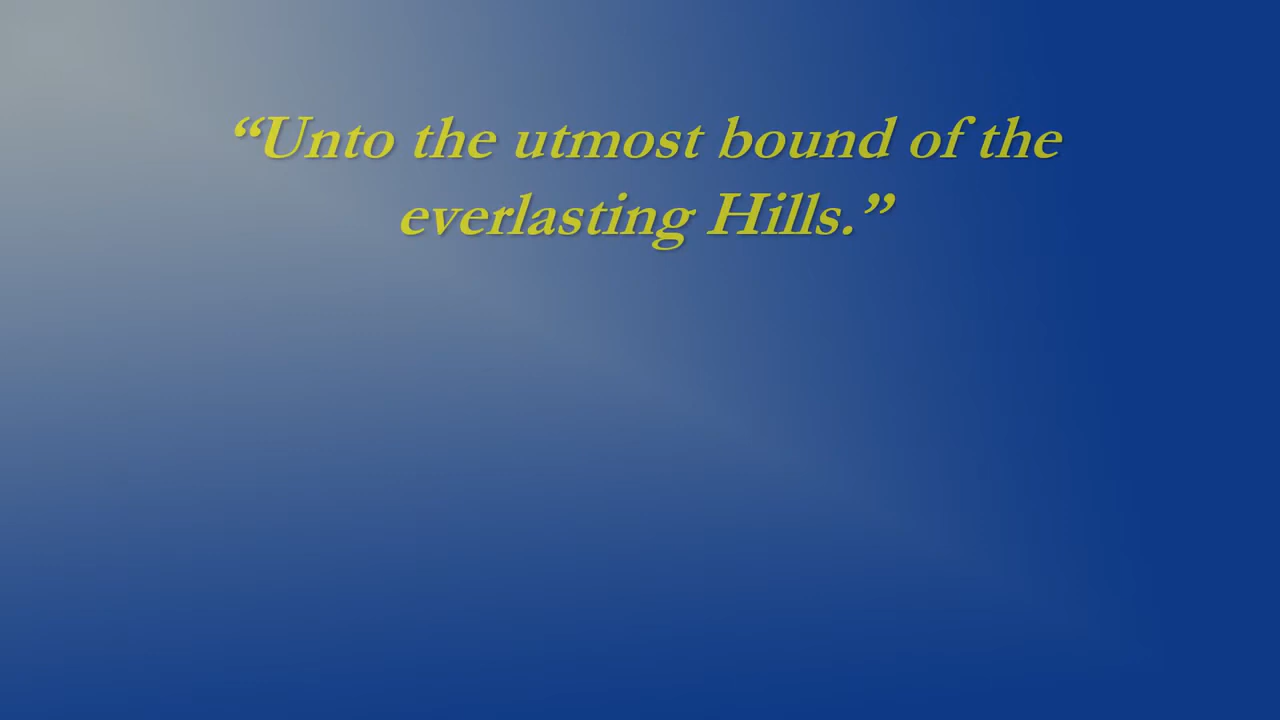 “Unto the utmost bound of the
everlasting Hills.”